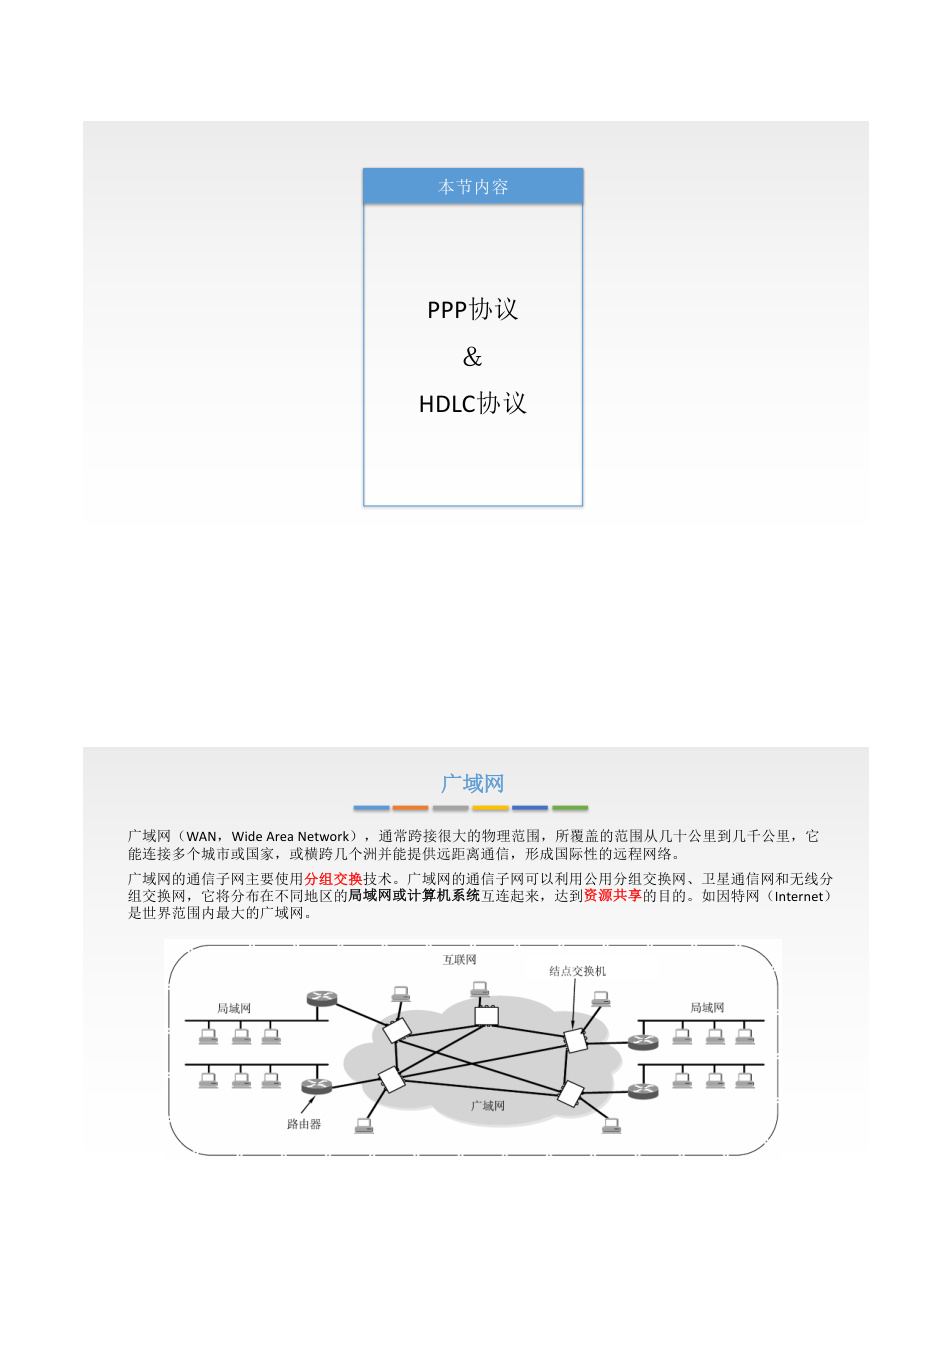 本节内容
PPP协议
&
HDLC协议
广域网
广域网（WAN，Wide Area Network），通常跨接很大的物理范围，所覆盖的范围从几十公里到几千公里，它
能连接多个城市或国家，或横跨几个洲并能提供远距离通信，形成国际性的远程网络。
广域网的通信子网主要使用分组交换技术。广域网的通信子网可以利用公用分组交换网、卫星通信网和无线分
组交换网，它将分布在不同地区的局域网或计算机系统互连起来，达到资源共享的目的。如因特网（Internet）
是世界范围内最大的广域网。
互联网
结点交换机
局域网
局域网
广域网
路由器